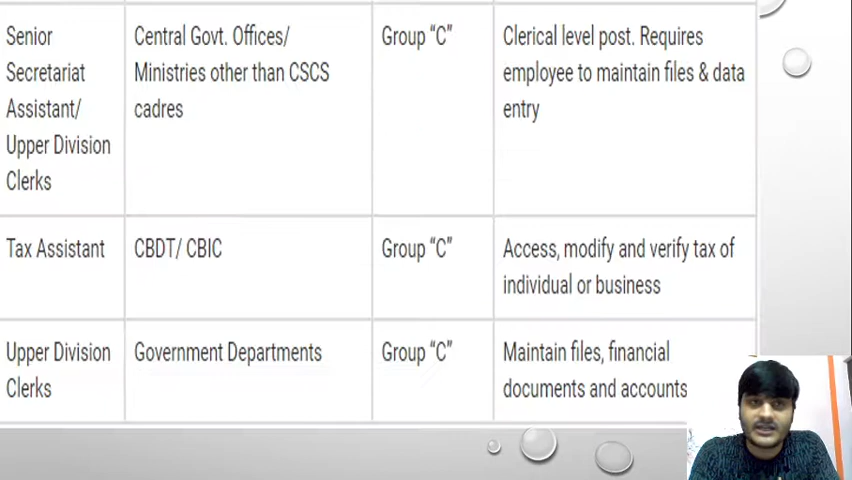 Senior
Secretariat
Assistant/
Upper Division
Clerks
Central Govt. Offices/
Ministries other than CSCS
cadres
Group “C”
Clerical level post. Requires
employee to maintain files & data
entry
Tax Assistant
CBDT/ CBIC
Group “C”
Access, modify and verify tax of
individual or business
Upper Division
Clerks
Government Departments
Group “C”
Maintain files, financial
documents and accounts